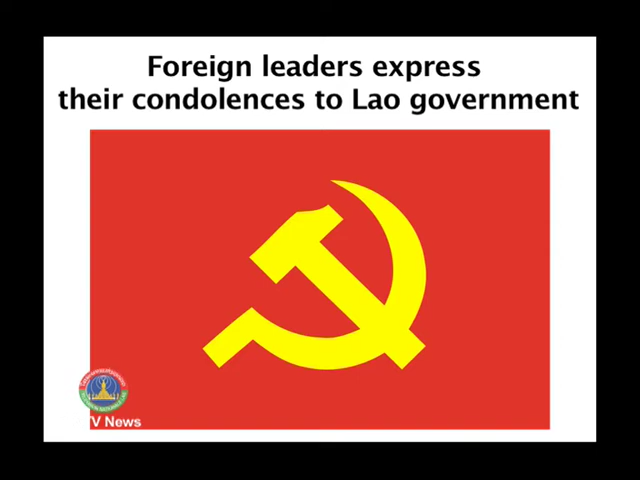 Foreign leaders express
their condolences to Lao government
V News